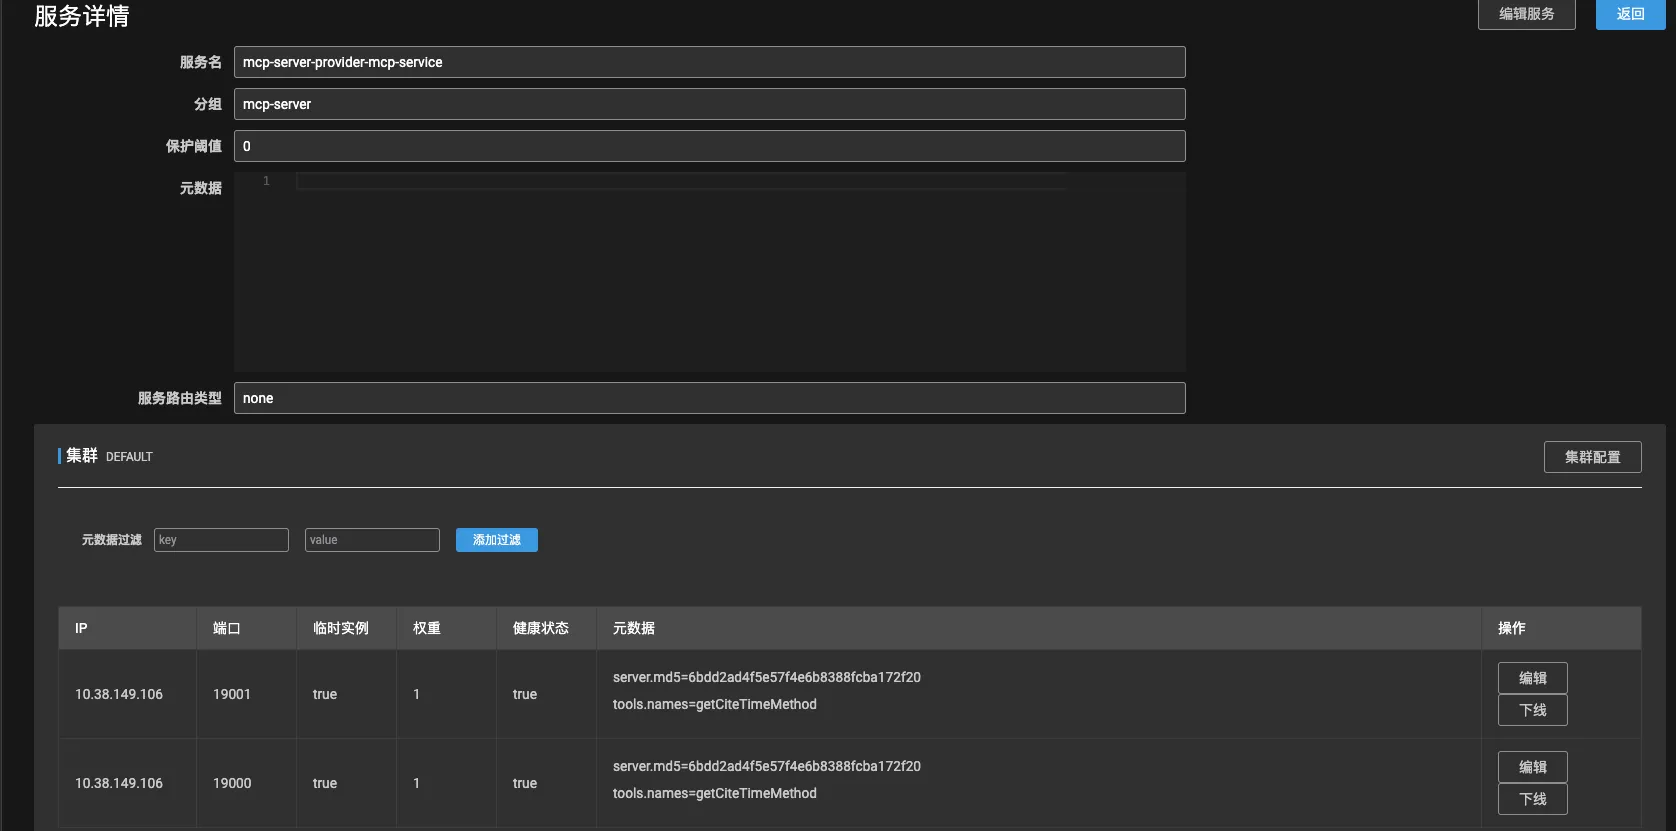 服务详情
编辑服务
返回
服务名 mcp-server-provider-mcp-service
分组 mcp-server
保护阈值 0
元数据 1
服务路由类型 none
集群 DEFAULT
集群配置
元数据过滤 key value 添加过滤
IP 端口 临时实例 权重 健康状态 元数据 操作
10.38.149.106 19001 true 1 true
server.md5=6bdd2ad4f5e57f4e6b8388fcba172f20
tools.names=getCiteTimeMethod
编辑
下线
10.38.149.106 19000 true 1 true
server.md5=6bdd2ad4f5e57f4e6b8388fcba172f20
tools.names=getCiteTimeMethod
编辑
下线